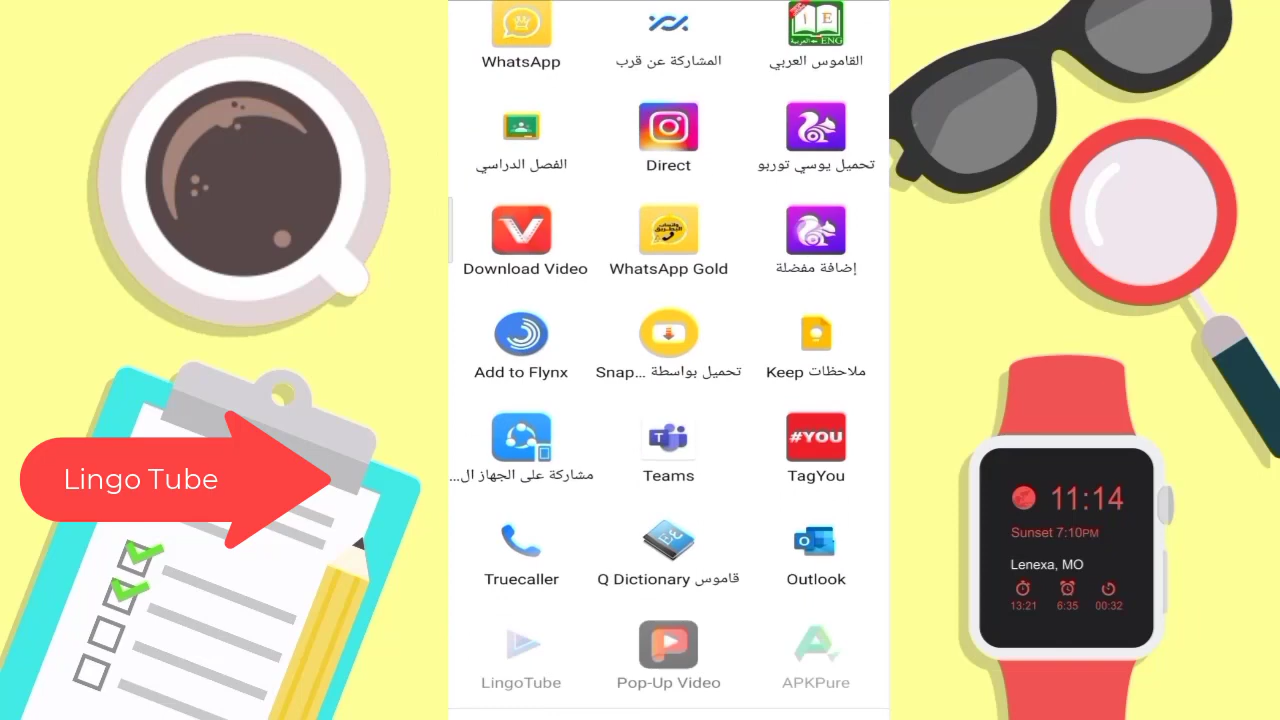 WhatsApp
المشاركة عن قرب
القاموس العربي
ENG ← العربية
E
الفصل الدراسي
Direct
تحميل يوسي توربو
Download Video
WhatsApp Gold
إضافة مفضلة
Add to Flynx
تحميل بواسطة Snap...
ملاحظات Keep
مشاركة على الجهاز ال...
Teams
#YOU
TagYou
Truecaller
Q Dictionary قاموس
Outlook
LingoTube
Pop-Up Video
APKPure
Lingo Tube
11:14
Sunset 7:10PM
Lenexa, MO
13:21 6:35 00:32